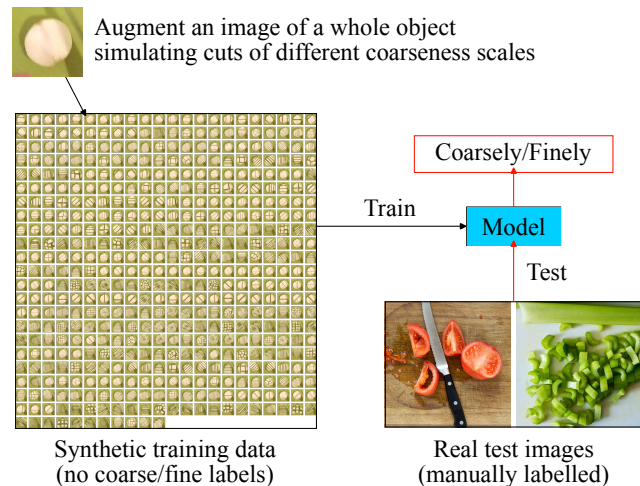 Augment an image of a whole object
simulating cuts of different coarseness scales
Coarsely/Finely
Train
Model
Test
Synthetic training data
(no coarse/fine labels)
Real test images
(manually labelled)